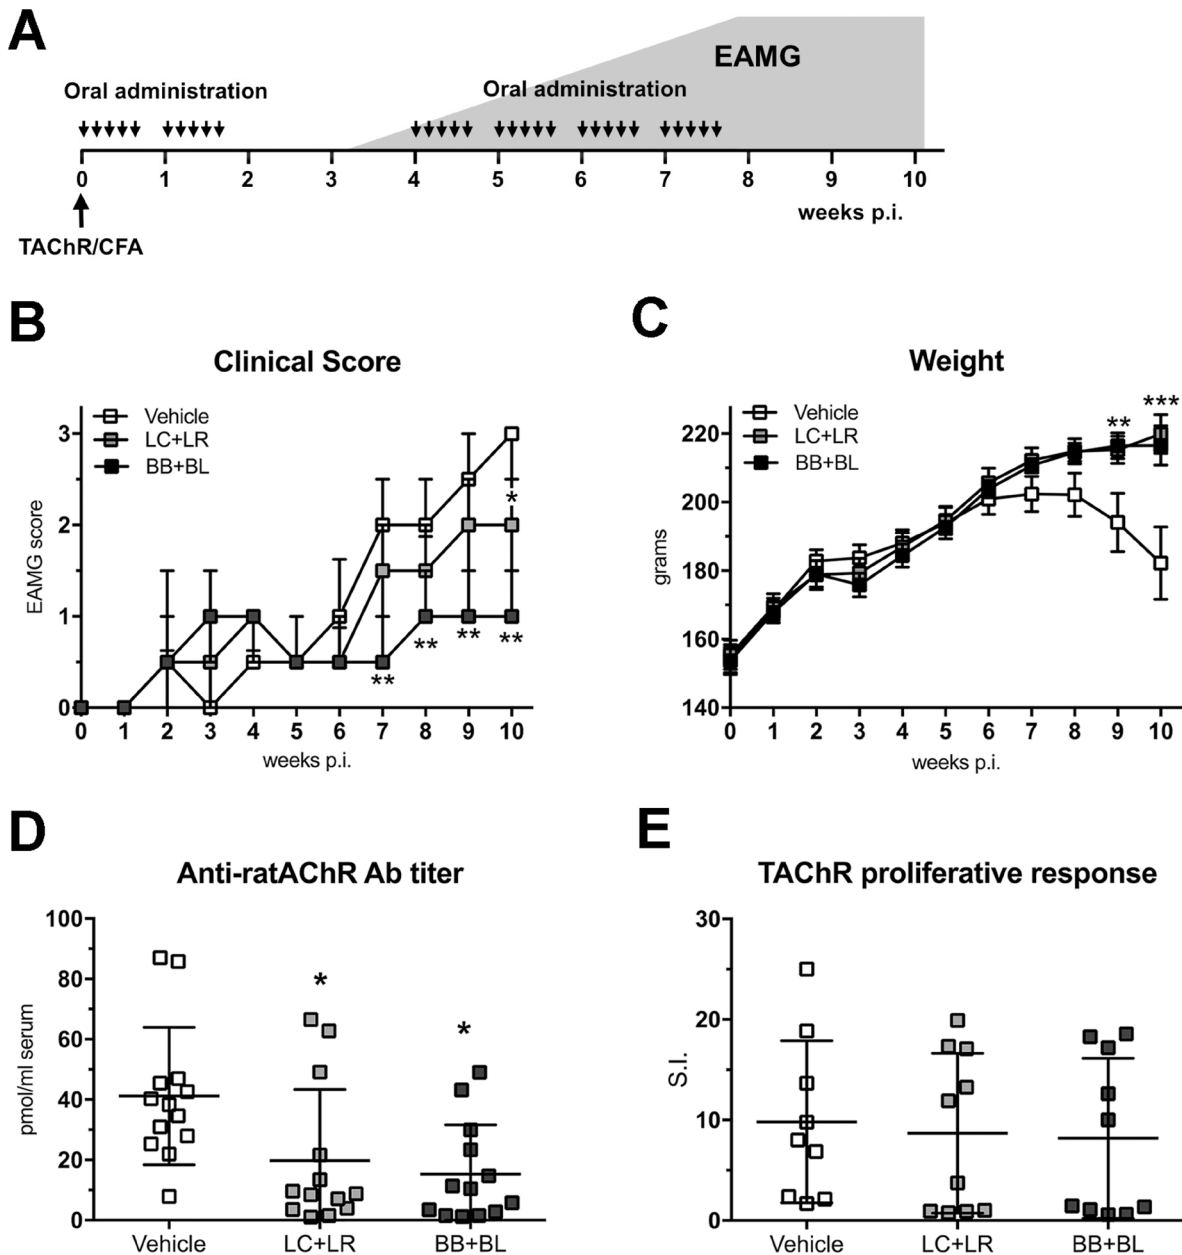 A
EAMG
Oral administration Oral administration
0 1 2 3 4 5 6 7 8 9 10
weeks p.i.
TAChR/CFA
B
Clinical Score
Vehicle
LC+LR
BB+BL
EAMG score
3
2
1
0
*
** ** ** **
0 1 2 3 4 5 6 7 8 9 10
weeks p.i.
C
Weight
Vehicle
LC+LR
BB+BL
grams
220
200
180
160
140
** ***
0 1 2 3 4 5 6 7 8 9 10
weeks p.i.
D
Anti-ratAChR Ab titer
pmol/ml serum
100
80
60
40
20
0
* *
Vehicle LC+LR BB+BL
E
TAChR proliferative response
S.I.
30
20
10
0
Vehicle LC+LR BB+BL